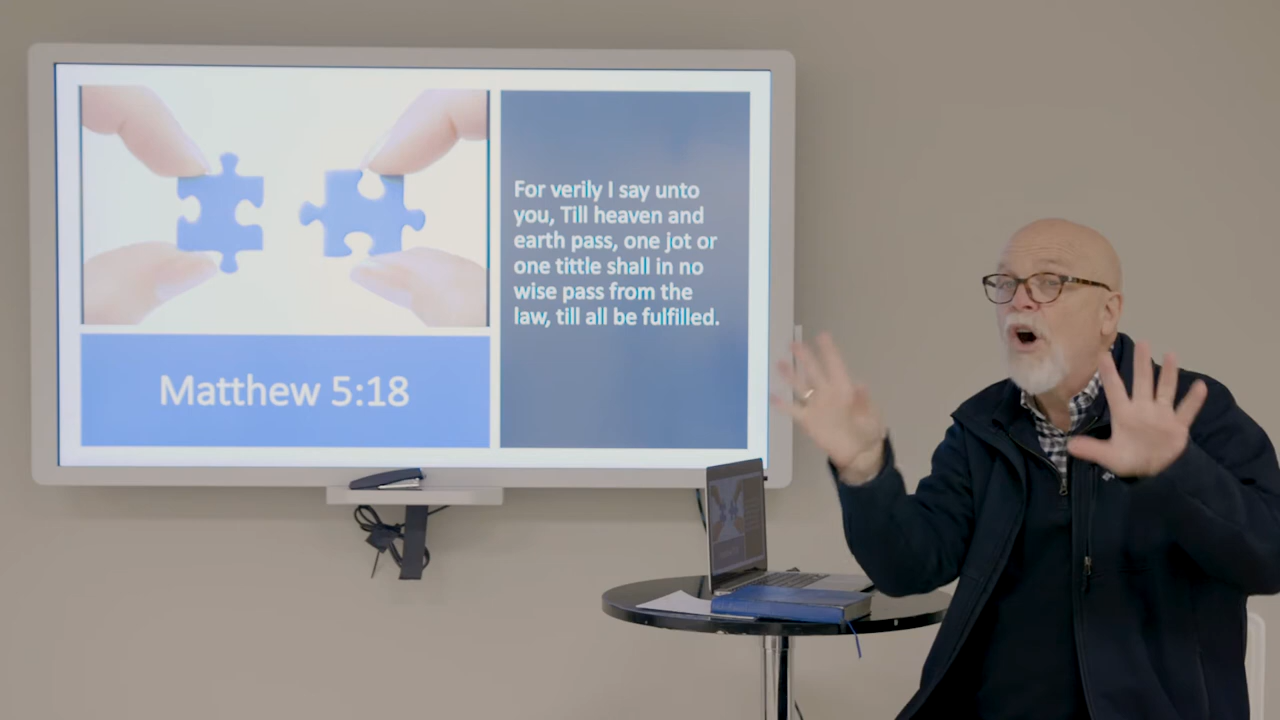 For verily I say unto
you, Till heaven and
earth pass, one jot or
one tittle shall in no
wise pass from the
law, till all be fulfilled.
Matthew 5:18